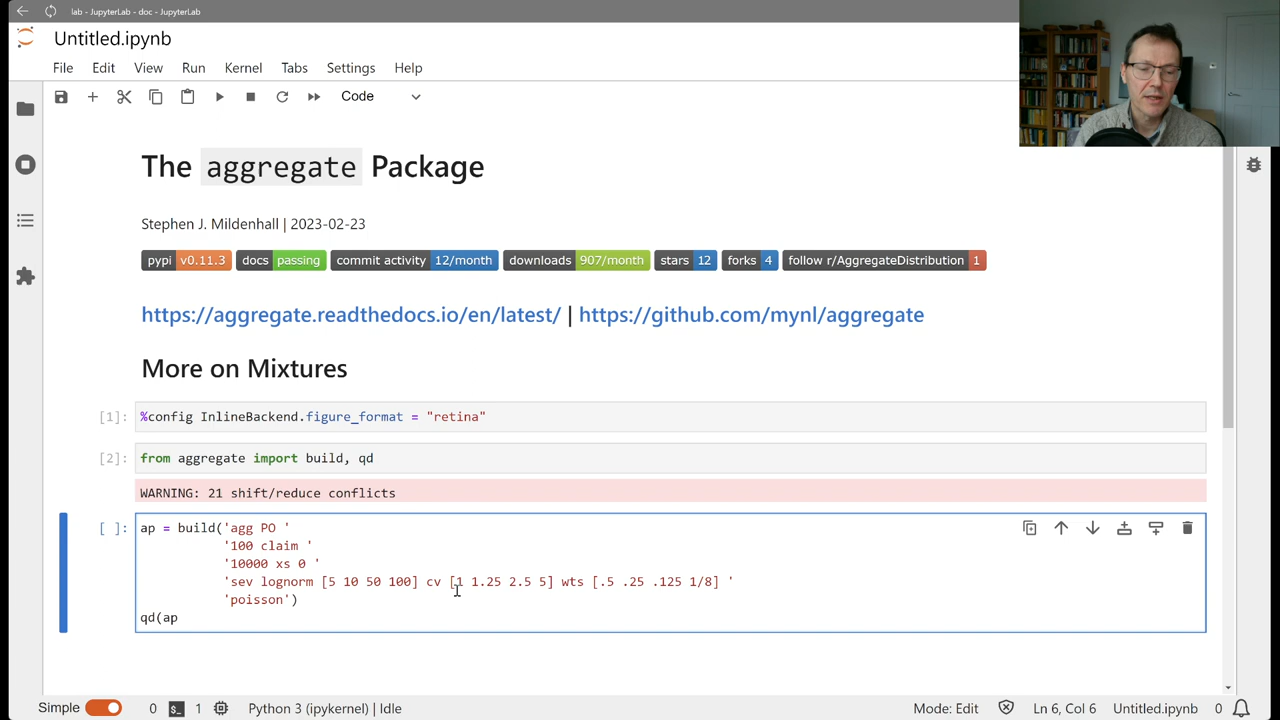 lab - JupyterLab - doc - JupyterLab
Untitled.ipynb
File Edit View Run Kernel Tabs Settings Help
Code
The aggregate Package
Stephen J. Mildenhall | 2023-02-23
pypi v0.11.3 docs passing commit activity 12/month downloads 907/month stars 12 forks 4 follow r/AggregateDistribution 1
https://aggregate.readthedocs.io/en/latest/ | https://github.com/mynl/aggregate
More on Mixtures
[1]: %config InlineBackend.figure_format = "retina"
[2]: from aggregate import build, qd
WARNING: 21 shift/reduce conflicts
[ ]: ap = build('agg PO '
'100 claim '
'10000 xs 0 '
'sev lognorm [5 10 50 100] cv [1 1.25 2.5 5] wts [.5 .25 .125 1/8] '
'poisson')
qd(ap
Simple 0 $_ 1 Python 3 (ipykernel) | Idle Mode: Edit Ln 6, Col 6 Untitled.ipynb 0